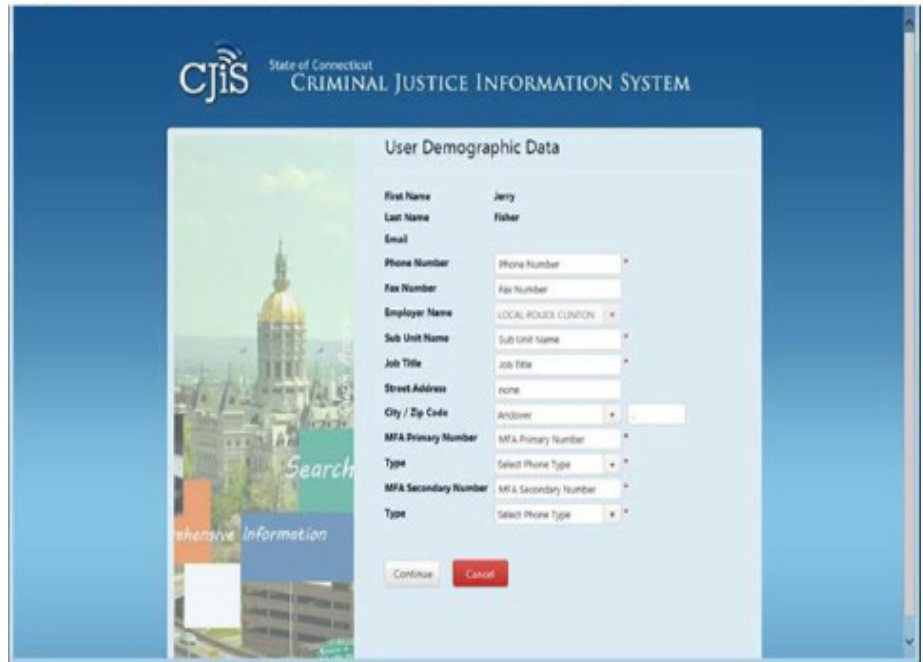 CJiS
State of Connecticut
CRIMINAL JUSTICE INFORMATION SYSTEM
User Demographic Data
First Name Jerry
Last Name Fisher
Email
Phone Number Phone Number *
Fax Number Fax Number
Employer Name LOCAL POLICE CLINTON
Sub Unit Name Sub Unit Name *
Job Title Job Title *
Street Address none
City / Zip Code Andover
MFA Primary Number MFA Primary Number *
Type Select Phone Type *
MFA Secondary Number MFA Secondary Number *
Type Select Phone Type *
Search
rehensive Information
Continue Cancel